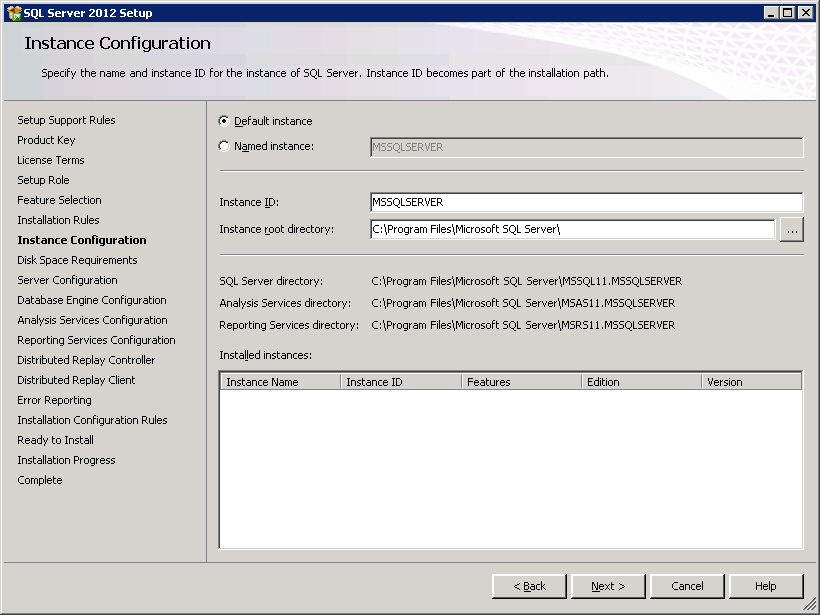 SQL Server 2012 Setup
Instance Configuration
Specify the name and instance ID for the instance of SQL Server. Instance ID becomes part of the installation path.
Setup Support Rules
Product Key
License Terms
Setup Role
Feature Selection
Installation Rules
Instance Configuration
Disk Space Requirements
Server Configuration
Database Engine Configuration
Analysis Services Configuration
Reporting Services Configuration
Distributed Replay Controller
Distributed Replay Client
Error Reporting
Installation Configuration Rules
Ready to Install
Installation Progress
Complete
Default instance
Named instance: MSSQLSERVER
Instance ID: MSSQLSERVER
Instance root directory: C:\Program Files\Microsoft SQL Server\ ...
SQL Server directory: C:\Program Files\Microsoft SQL Server\MSSQL11.MSSQLSERVER
Analysis Services directory: C:\Program Files\Microsoft SQL Server\MSAS11.MSSQLSERVER
Reporting Services directory: C:\Program Files\Microsoft SQL Server\MSRS11.MSSQLSERVER
Installed instances:
Instance Name Instance ID Features Edition Version
< Back Next > Cancel Help